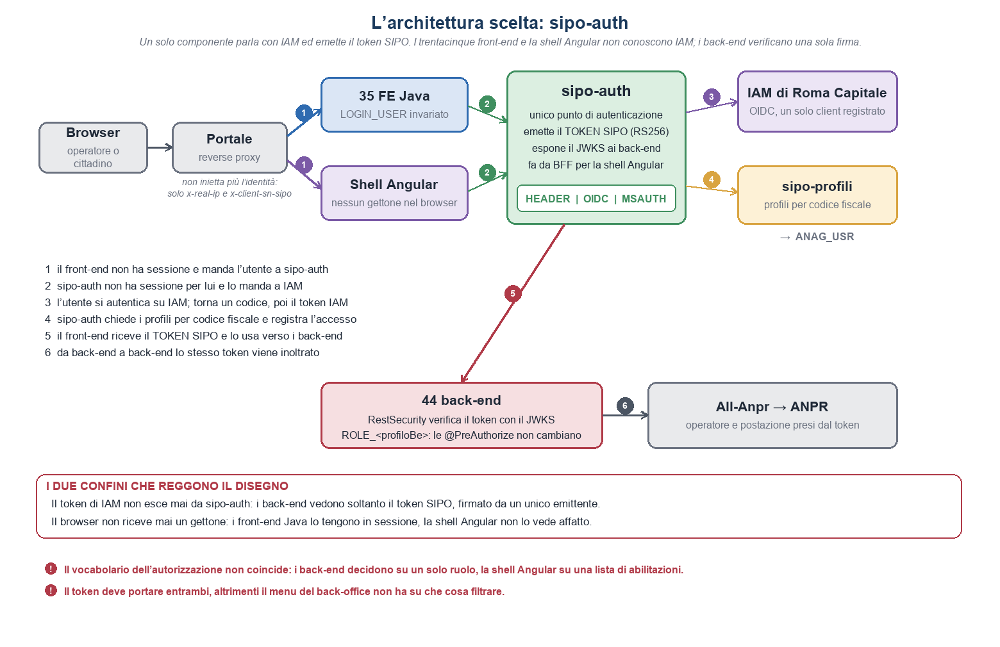 L’architettura scelta: sipo-auth
Un solo componente parla con IAM ed emette il token SIPO. I trentacinque front-end e la shell Angular non conoscono IAM; i back-end verificano una sola firma.
Browser
operatore o
cittadino
Portale
reverse proxy
non inietta più l’identità:
solo x-real-ip e x-client-sn-sipo
1
35 FE Java
LOGIN_USER invariato
1
Shell Angular
nessun gettone nel browser
2
2
sipo-auth
unico punto di autenticazione
emette il TOKEN SIPO (RS256)
espone il JWKS ai back-end
fa da BFF per la shell Angular
HEADER | OIDC | MSAUTH
3
IAM di Roma Capitale
OIDC, un solo client registrato
4
sipo-profili
profili per codice fiscale
→ ANAG_USR
1 il front-end non ha sessione e manda l’utente a sipo-auth
2 sipo-auth non ha sessione per lui e lo manda a IAM
3 l’utente si autentica su IAM; torna un codice, poi il token IAM
4 sipo-auth chiede i profili per codice fiscale e registra l’accesso
5 il front-end riceve il TOKEN SIPO e lo usa verso i back-end
6 da back-end a back-end lo stesso token viene inoltrato
5
44 back-end
RestSecurity verifica il token con il JWKS
ROLE_<profiloBe>: le @PreAuthorize non cambiano
6
All-Anpr → ANPR
operatore e postazione presi dal token
I DUE CONFINI CHE REGGONO IL DISEGNO
Il token di IAM non esce mai da sipo-auth: i back-end vedono soltanto il token SIPO, firmato da un unico emittente.
Il browser non riceve mai un gettone: i front-end Java lo tengono in sessione, la shell Angular non lo vede affatto.
! Il vocabolario dell’autorizzazione non coincide: i back-end decidono su un solo ruolo, la shell Angular su una lista di abilitazioni.
! Il token deve portare entrambi, altrimenti il menu del back-office non ha su che cosa filtrare.